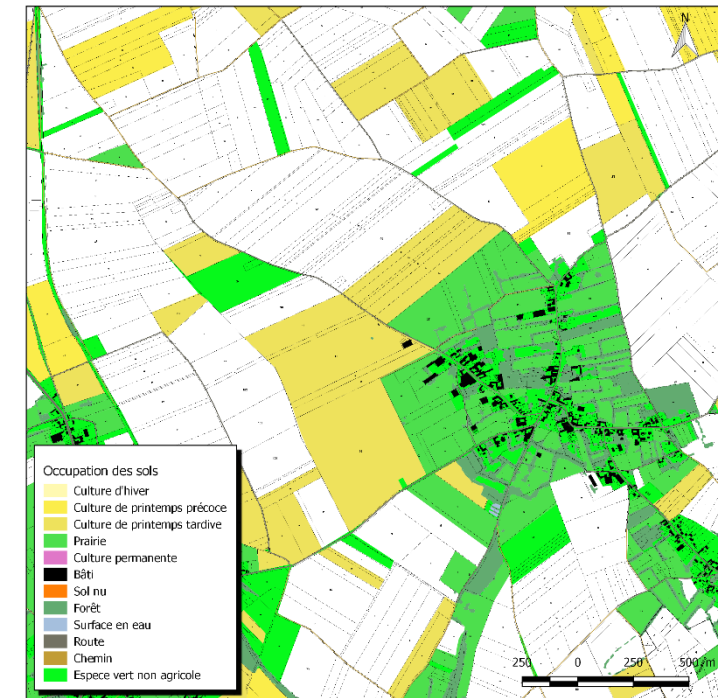 N
Occupation des sols
Culture d'hiver
Culture de printemps précoce
Culture de printemps tardive
Prairie
Culture permanente
Bâti
Sol nu
Forêt
Surface en eau
Route
Chemin
Espece vert non agricole
250 0 250 500 m